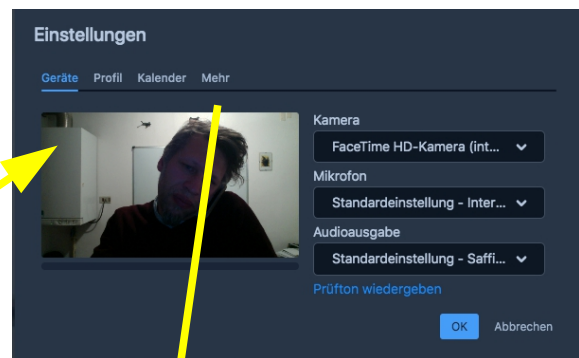 Einstellungen
Geräte Profil Kalender Mehr
Kamera
FaceTime HD-Kamera (int...
Mikrofon
Standardeinstellung - Inter...
Audioausgabe
Standardeinstellung - Saffi...
Prüfton wiedergeben
OK Abbrechen